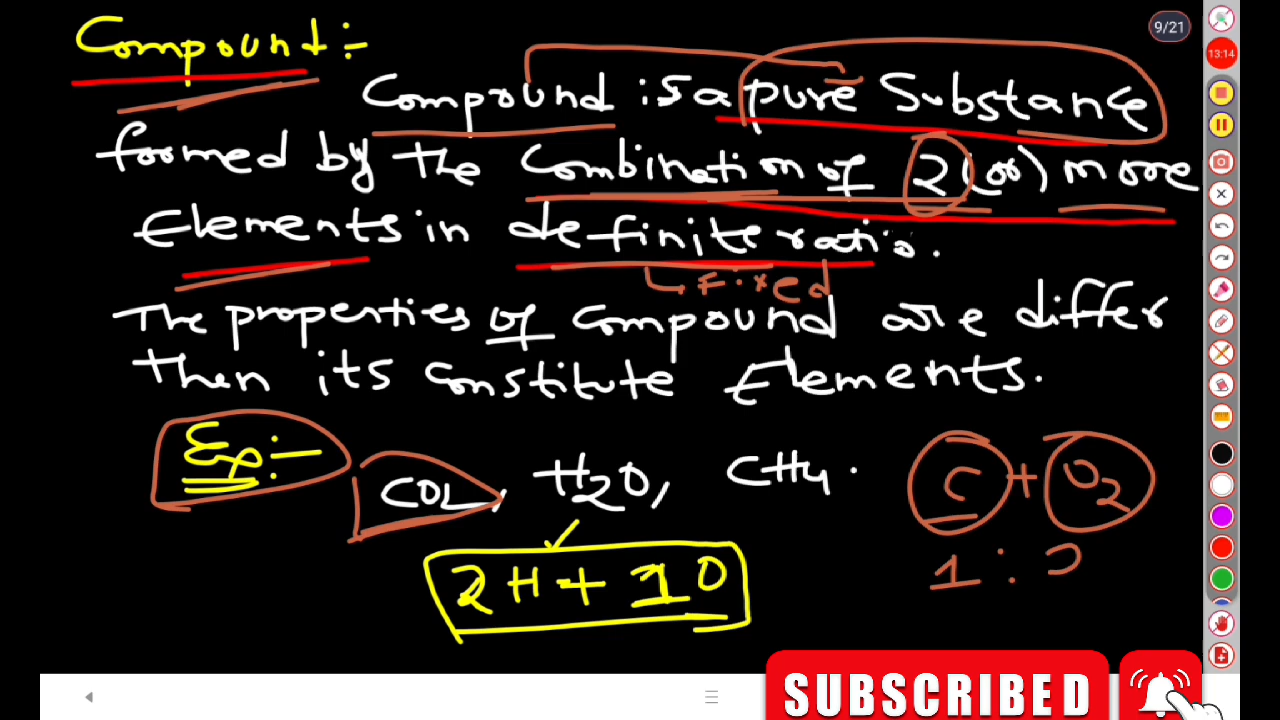 9/21
13:14
Compound :-
Compound is a pure Substance
formed by the Combination of 2 (or) more
Elements in definite ratio.
↳ Fixed
The properties of Compound are differ
then its constitute Elements.
Ex :-
CO2, H2O, CH4.
C + O2
2H + 1O
1 : 2
SUBSCRIBED